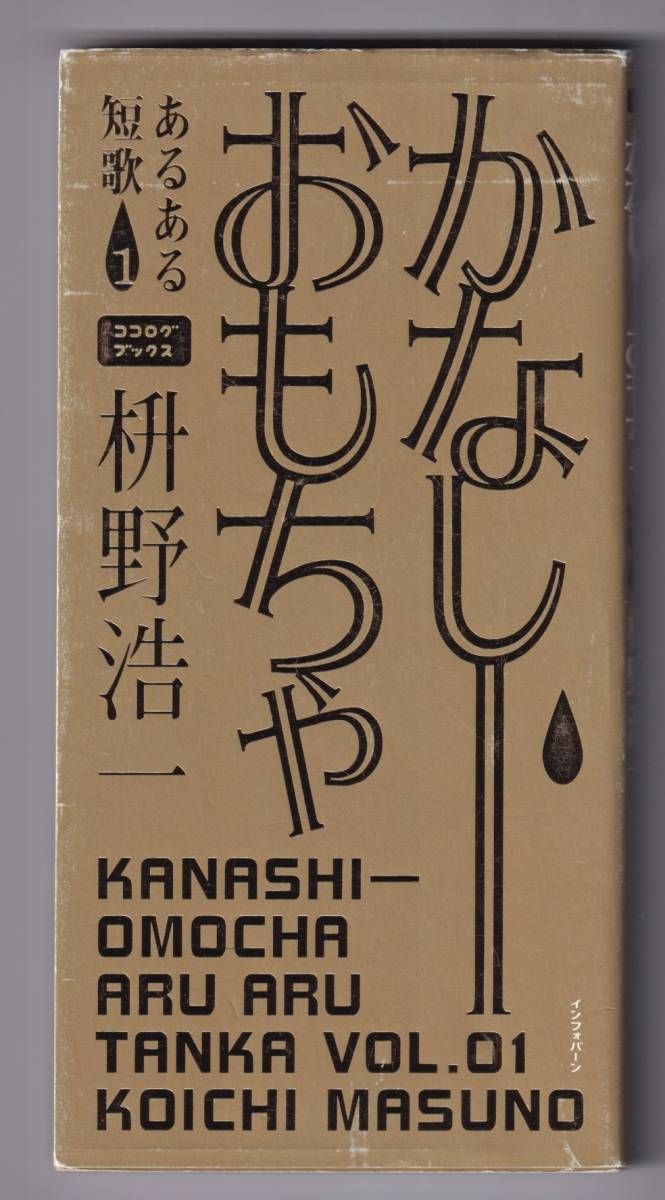 かなしー
おもちゃ
あるある
短歌
1
ココログ
ブックス
枡野浩一
KANASHI—
OMOCHA
ARU ARU
TANKA VOL.01
KOICHI MASUNO
インフォバーン